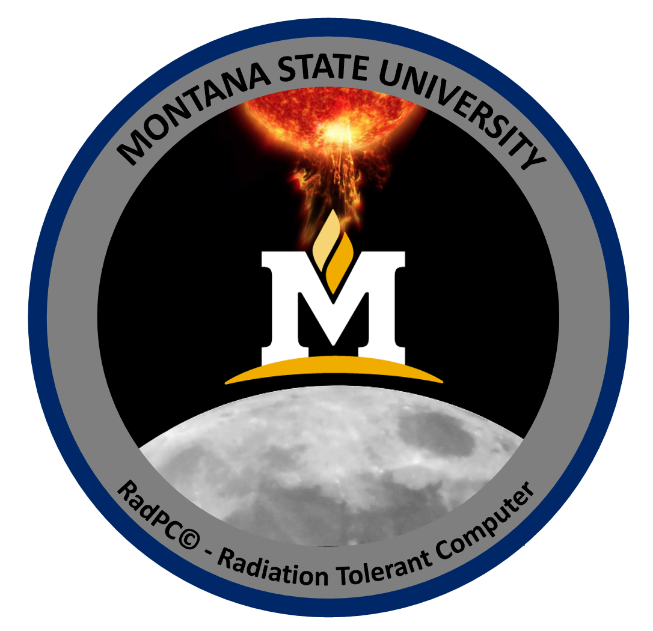 MONTANA STATE UNIVERSITY
M
RadPC© - Radiation Tolerant Computer